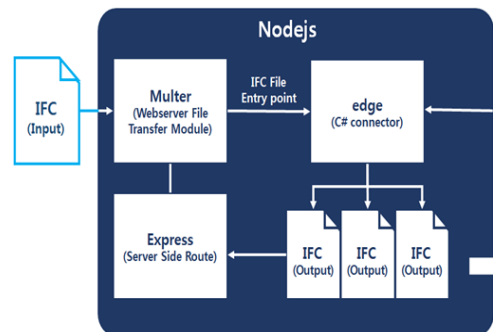 Nodejs
IFC
(Input)
Multer
(Webserver File
Transfer Module)
IFC File
Entry point
edge
(C# connector)
Express
(Server Side Route)
IFC
(Output)
IFC
(Output)
IFC
(Output)